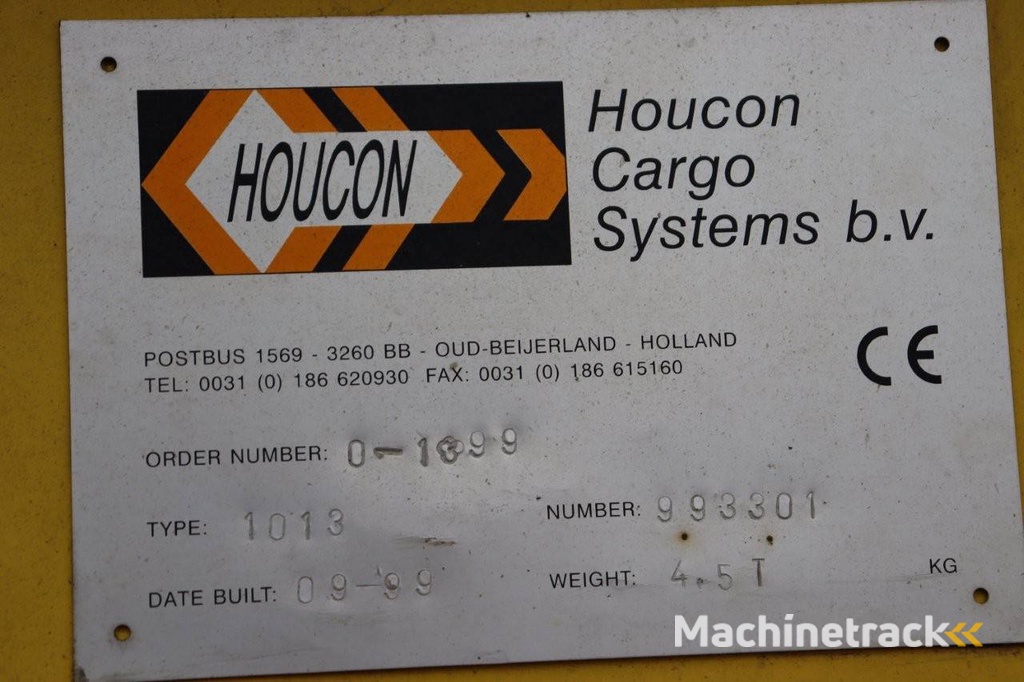 HOUCON
Houcon
Cargo
Systems b.v.
POSTBUS 1569 - 3260 BB - OUD-BEIJERLAND - HOLLAND
TEL: 0031 (0) 186 620930 FAX: 0031 (0) 186 615160
CE
ORDER NUMBER:
TYPE: 1013
NUMBER: 993301
DATE BUILT: 09-99
WEIGHT: 4.5T KG
Machinetrack